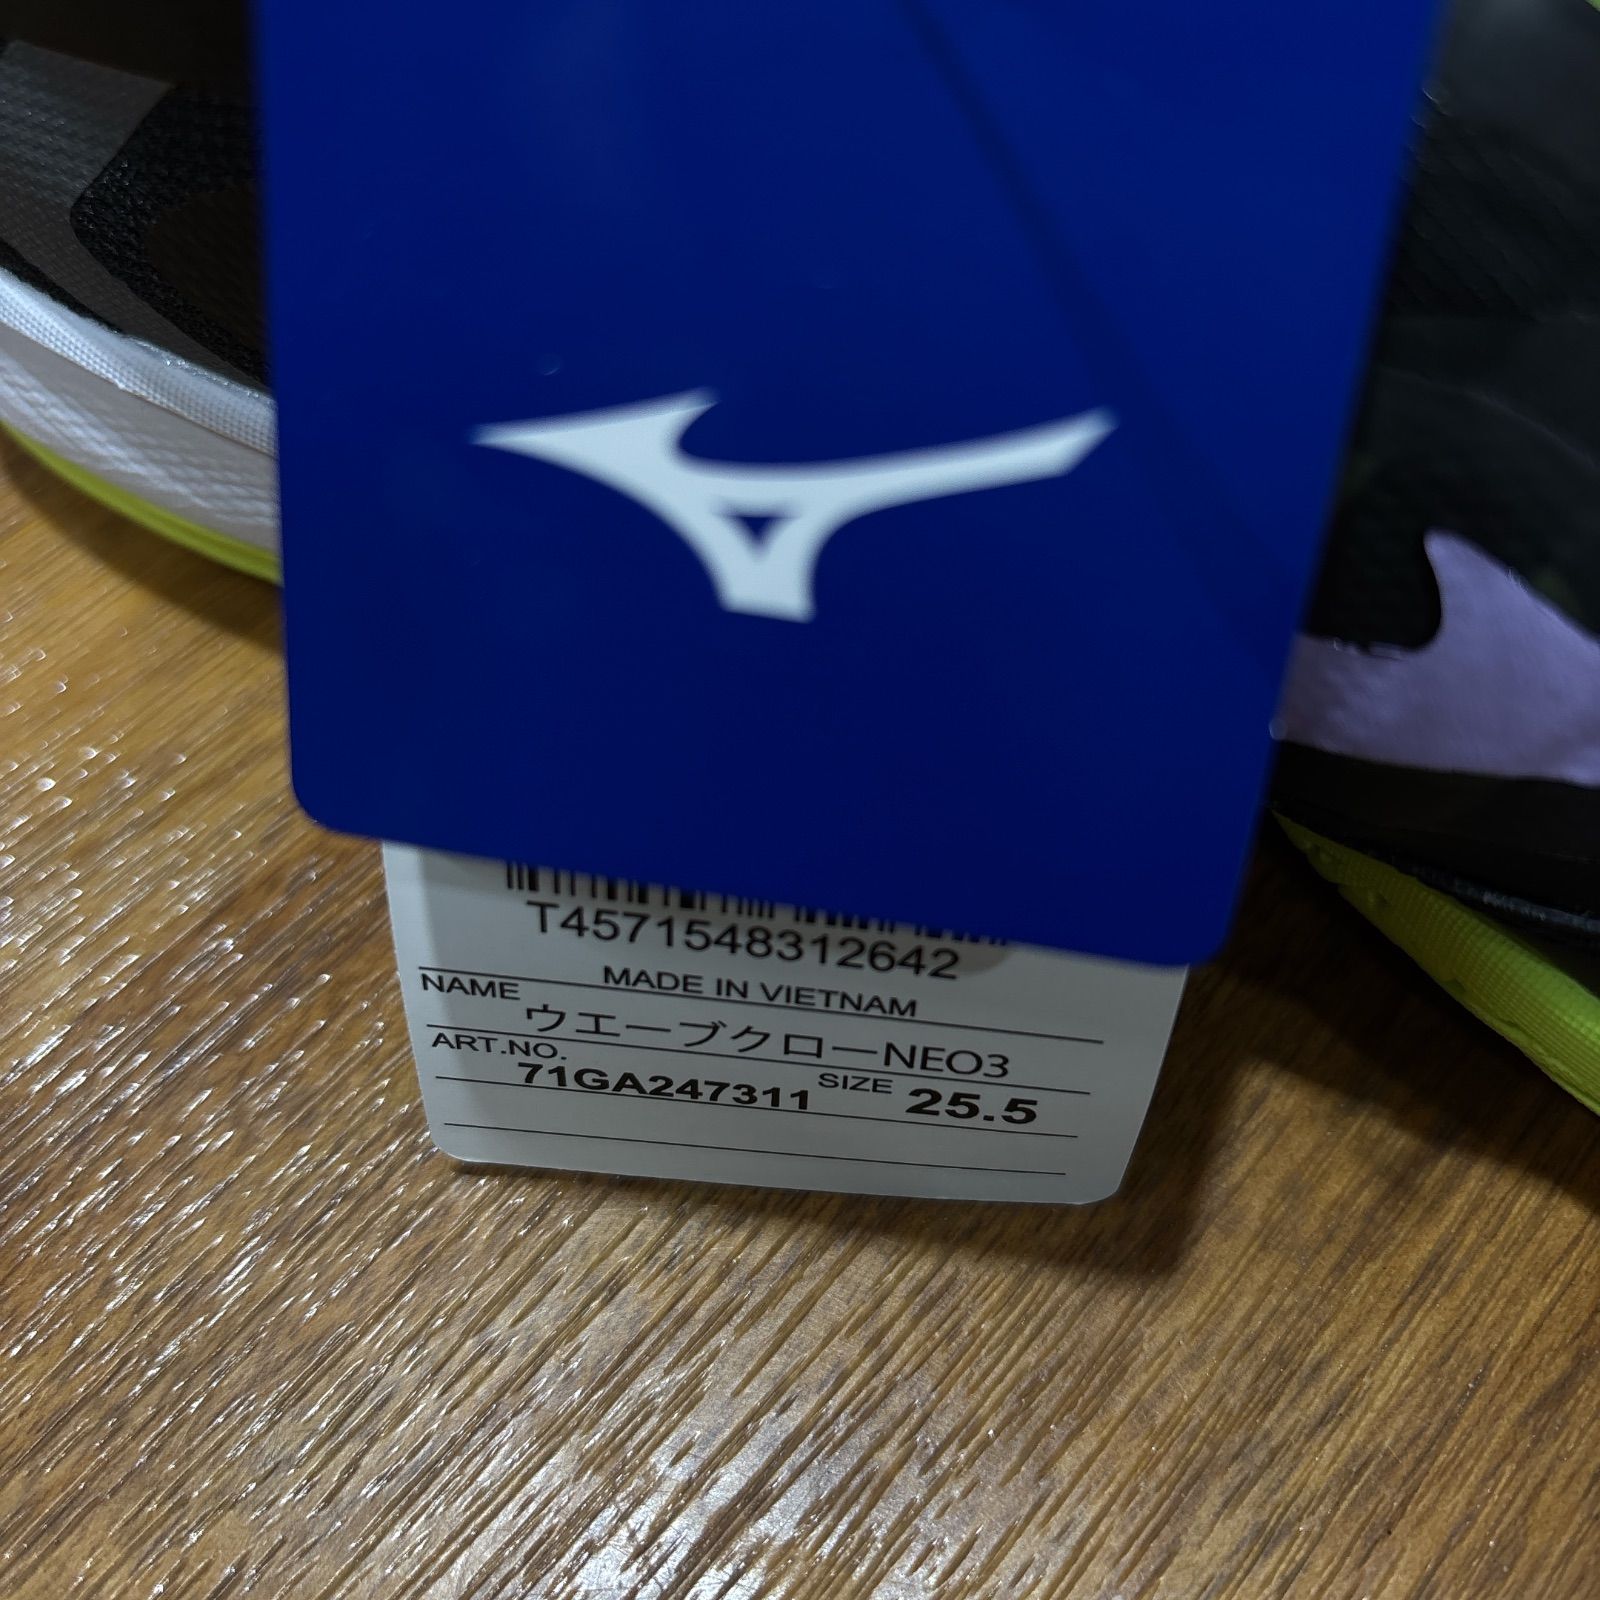 T4571548312642
MADE IN VIETNAM
NAME ウエーブクローNEO3
ART.NO. 71GA247311 SIZE 25.5